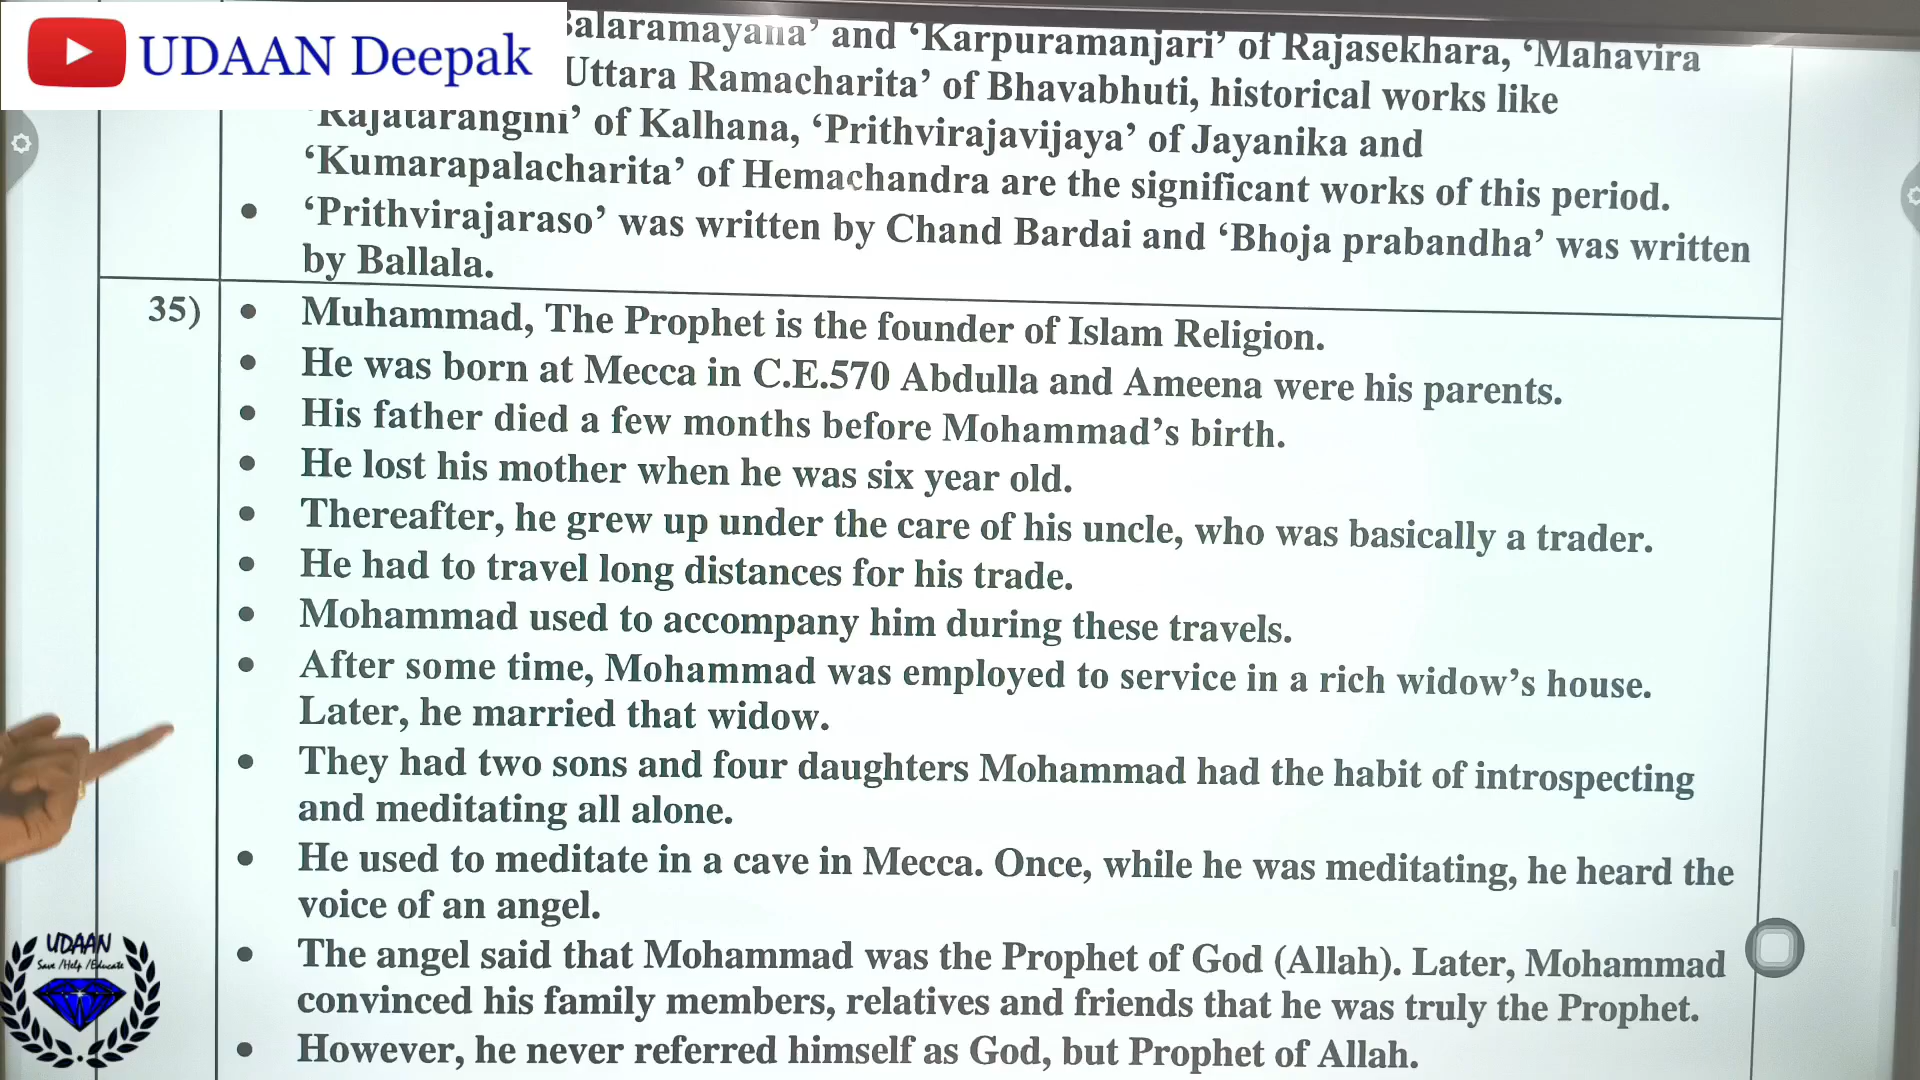 UDAAN Deepak
Balaramayana’ and ‘Karpuramanjari’ of Rajasekhara, ‘Mahavira
Uttara Ramacharita’ of Bhavabhuti, historical works like
‘Rajatarangini’ of Kalhana, ‘Prithvirajavijaya’ of Jayanika and
‘Kumarapalacharita’ of Hemachandra are the significant works of this period.
• ‘Prithvirajaraso’ was written by Chand Bardai and ‘Bhoja prabandha’ was written
by Ballala.
35) • Muhammad, The Prophet is the founder of Islam Religion.
• He was born at Mecca in C.E.570 Abdulla and Ameena were his parents.
• His father died a few months before Mohammad’s birth.
• He lost his mother when he was six year old.
• Thereafter, he grew up under the care of his uncle, who was basically a trader.
• He had to travel long distances for his trade.
• Mohammad used to accompany him during these travels.
• After some time, Mohammad was employed to service in a rich widow’s house.
Later, he married that widow.
• They had two sons and four daughters Mohammad had the habit of introspecting
and meditating all alone.
• He used to meditate in a cave in Mecca. Once, while he was meditating, he heard the
voice of an angel.
• The angel said that Mohammad was the Prophet of God (Allah). Later, Mohammad
convinced his family members, relatives and friends that he was truly the Prophet.
• However, he never referred himself as God, but Prophet of Allah.
UDAAN
Save /Help /Educate